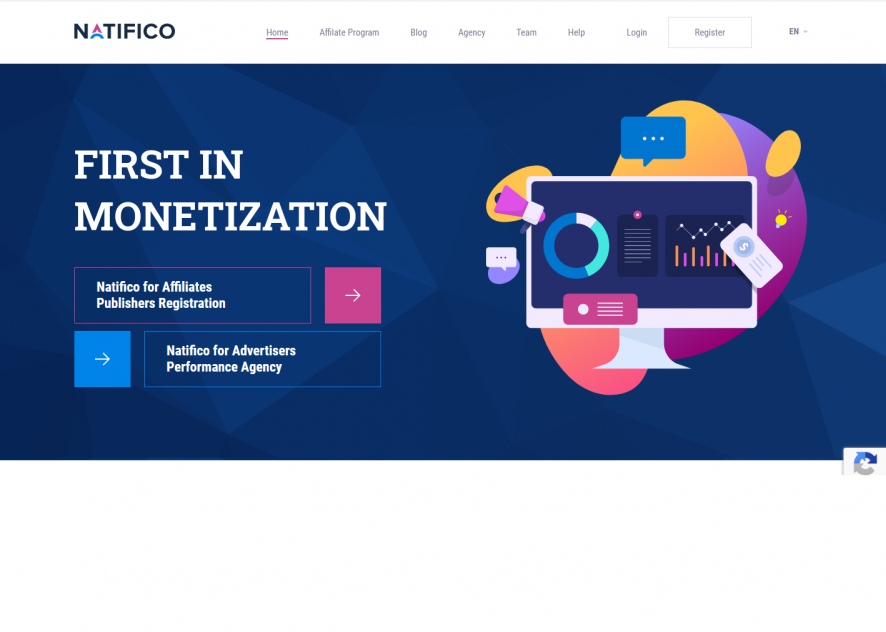 NATIFICO
Home
Affilate Program
Blog
Agency
Team
Help
Login
Register
EN
FIRST IN
MONETIZATION
Natifico for Affiliates
Publishers Registration
Natifico for Advertisers
Performance Agency